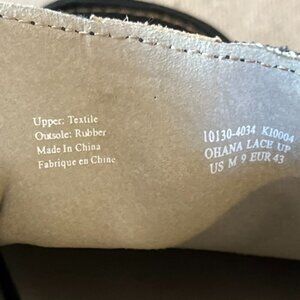 Upper: Textile
Outsole: Rubber
Made In China
Fabrique en Chine
10130-4034 K10004
OHANA LACE UP
US M 9 EUR 43